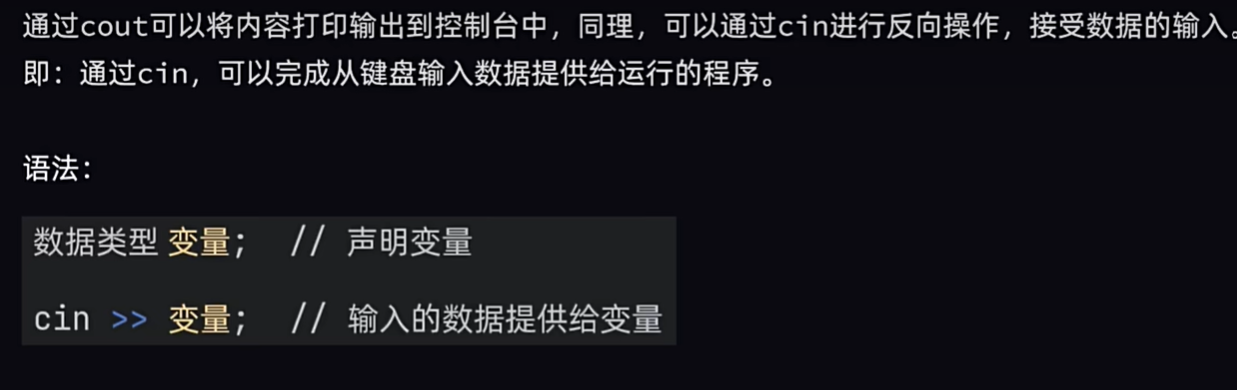 通过cout可以将内容打印输出到控制台中，同理，可以通过cin进行反向操作，接受数据的输入。
即：通过cin，可以完成从键盘输入数据提供给运行的程序。
语法：
数据类型 变量;  // 声明变量
cin >> 变量;  // 输入的数据提供给变量